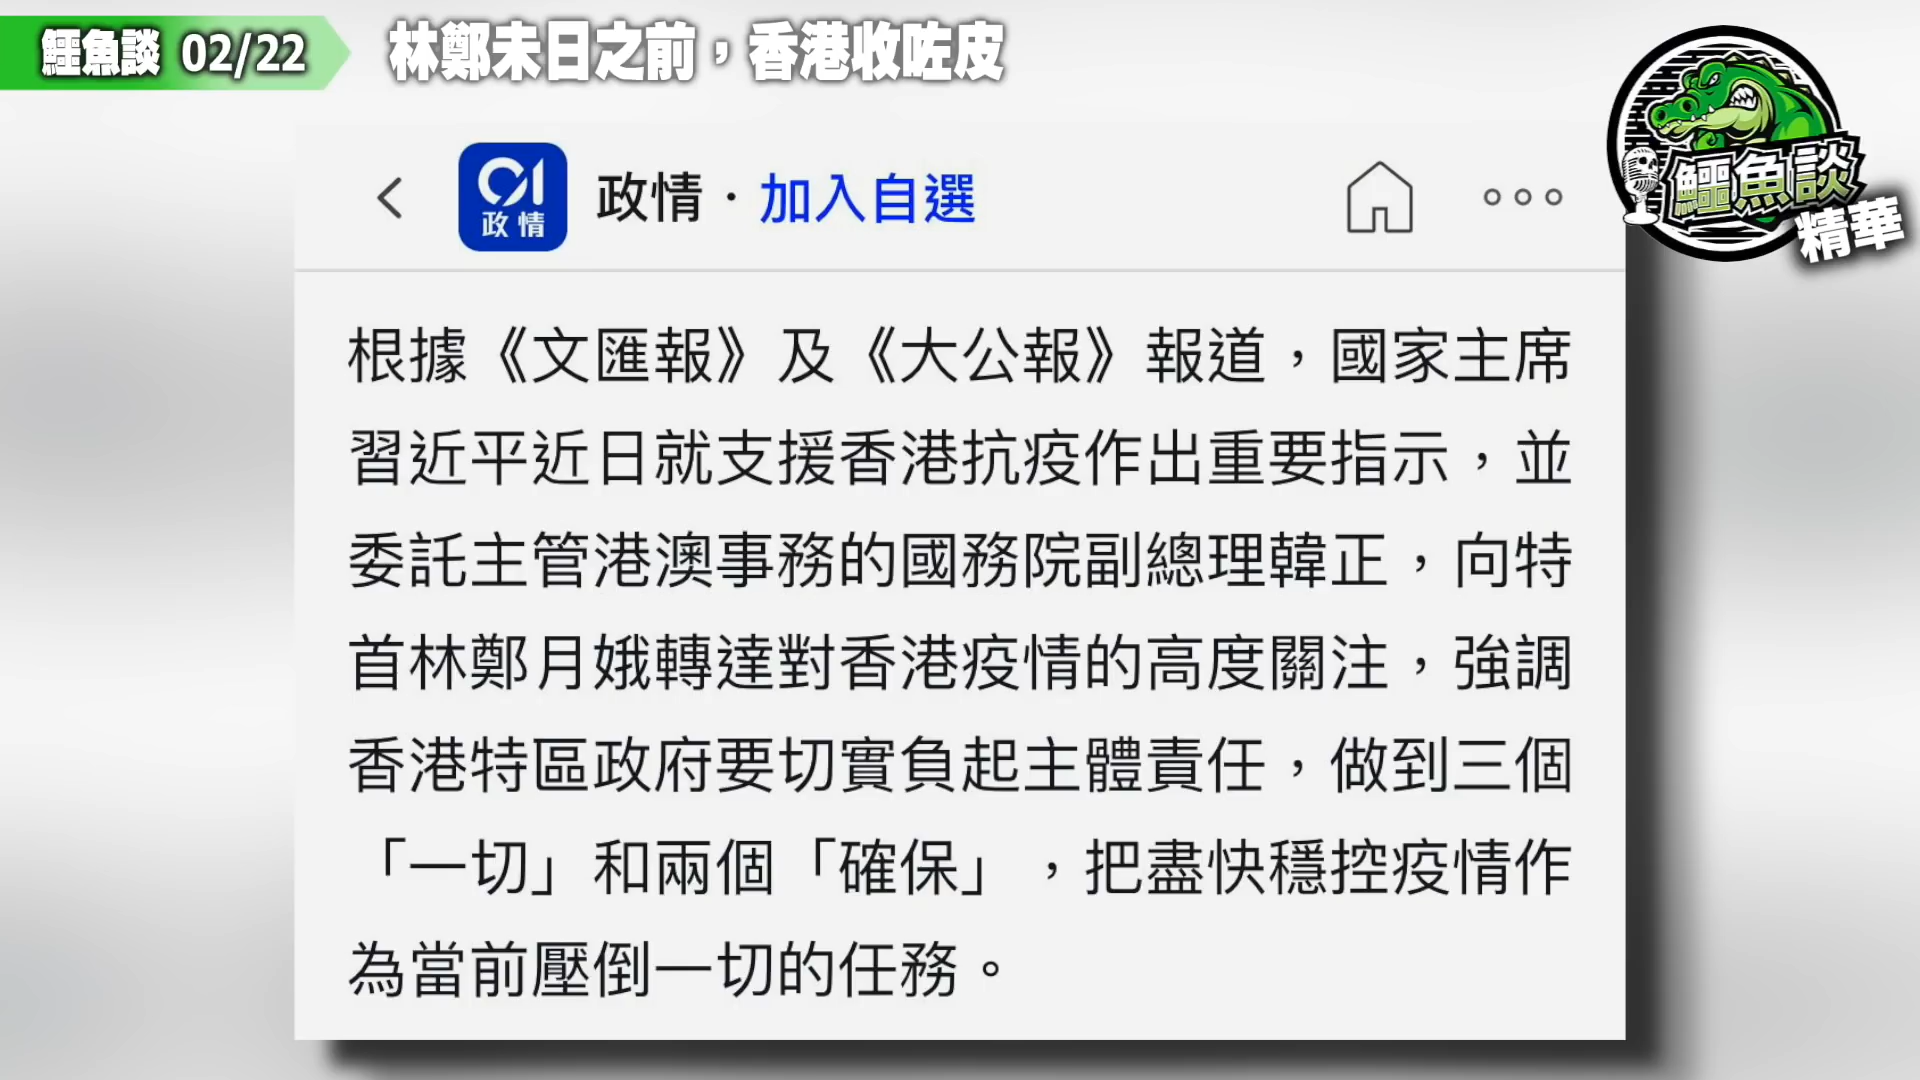 鱷魚談 02/22
林鄭未日之前，香港收咗皮
鱷魚談
精華
01
政情
政情·加入自選
根據《文匯報》及《大公報》報道，國家主席
習近平近日就支援香港抗疫作出重要指示，並
委託主管港澳事務的國務院副總理韓正，向特
首林鄭月娥轉達對香港疫情的高度關注，強調
香港特區政府要切實負起主體責任，做到三個
「一切」和兩個「確保」，把盡快穩控疫情作
為當前壓倒一切的任務。